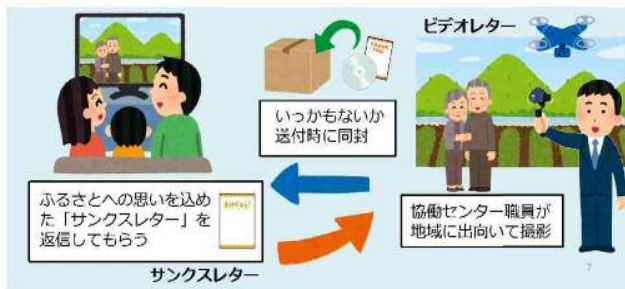 ビデオレター
いっかもないか
送付時に同封
ふるさとへの思いを込め
た「サンクスレター」を
返信してもらう
協働センター職員が
地域に出向いて撮影
サンクスレター
7